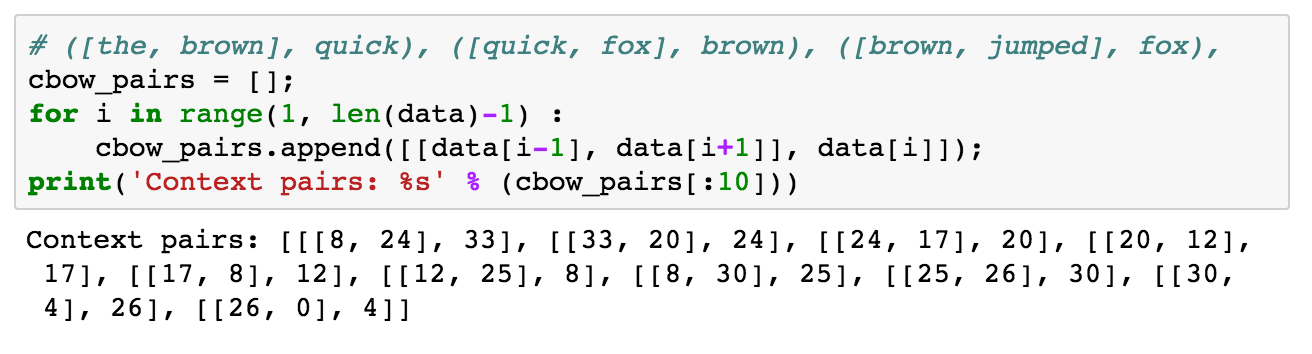 # ([the, brown], quick), ([quick, fox], brown), ([brown, jumped], fox),
cbow_pairs = [];
for i in range(1, len(data)-1) :
    cbow_pairs.append([[data[i-1], data[i+1]], data[i]]);
print('Context pairs: %s' % (cbow_pairs[:10]))
Context pairs: [[[8, 24], 33], [[33, 20], 24], [[24, 17], 20], [[20, 12],
 17], [[17, 8], 12], [[12, 25], 8], [[8, 30], 25], [[25, 26], 30], [[30,
 4], 26], [[26, 0], 4]]